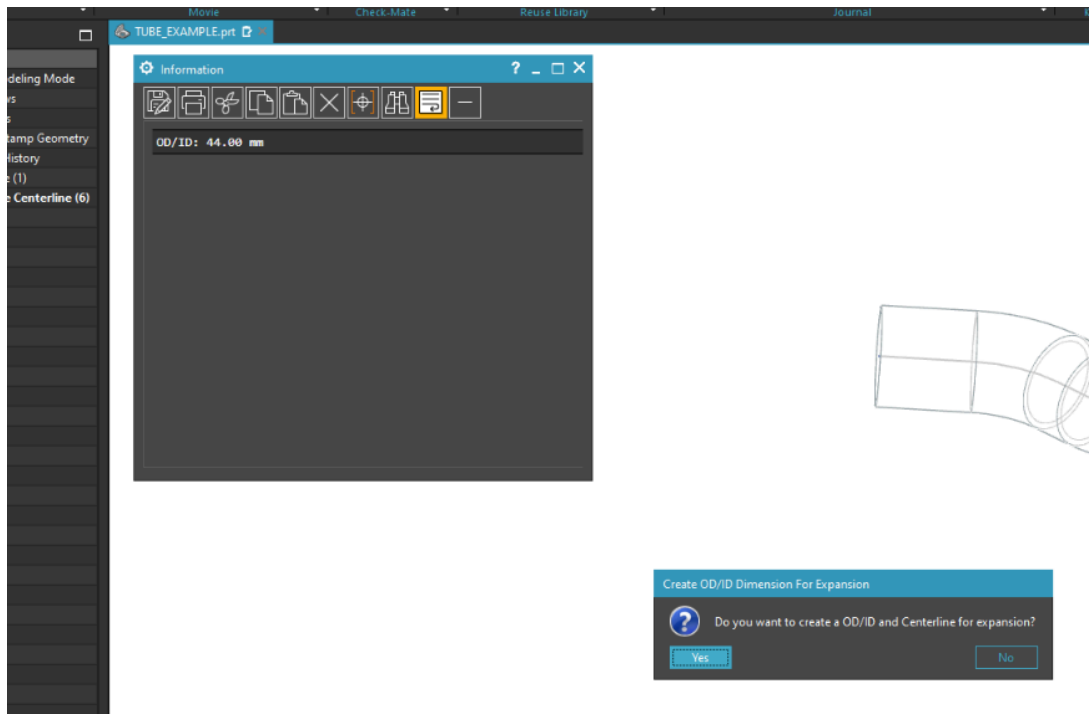 Movie Check-Mate Reuse Library Journal
TUBE_EXAMPLE.prt
Information
deling Mode
tamp Geometry
History
(1)
e Centerline (6)
OD/ID: 44.00 mm
Create OD/ID Dimension For Expansion
Do you want to create a OD/ID and Centerline for expansion?
Yes No